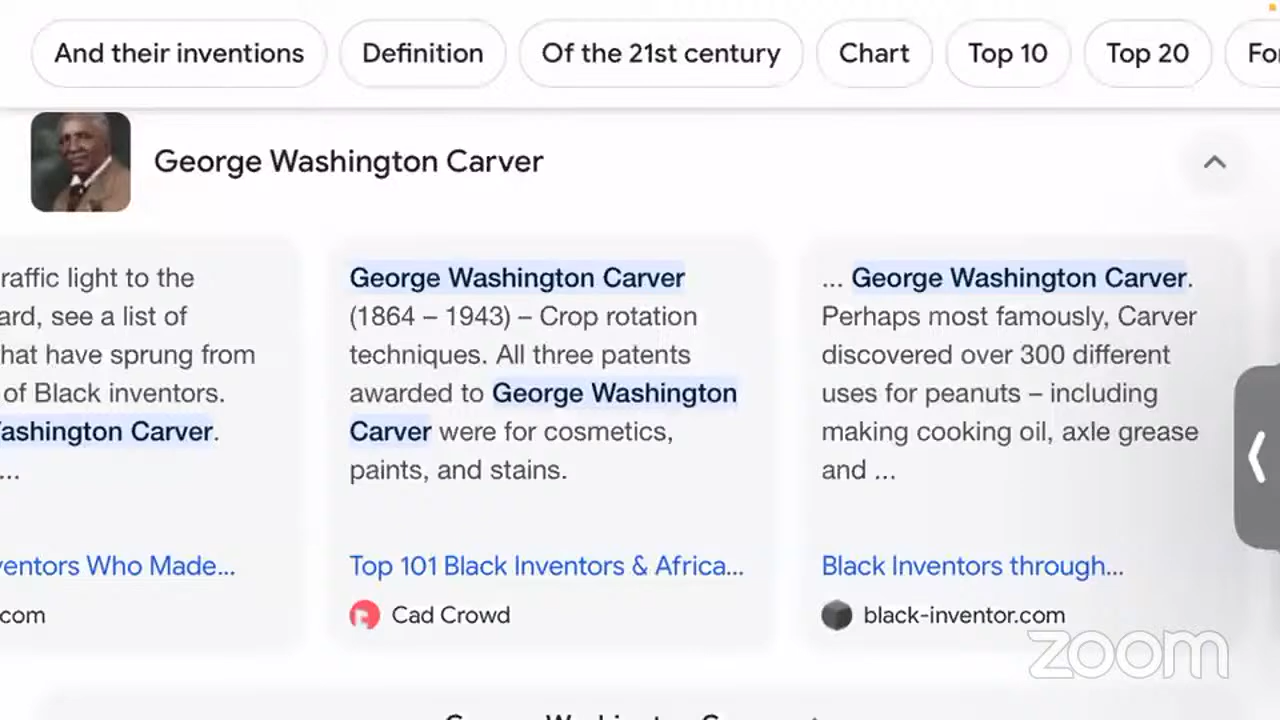 And their inventions
Definition
Of the 21st century
Chart
Top 10
Top 20
George Washington Carver
raffic light to the
ard, see a list of
hat have sprung from
of Black inventors.
ashington Carver.
...
ventors Who Made...
.com
George Washington Carver
(1864 – 1943) – Crop rotation
techniques. All three patents
awarded to George Washington
Carver were for cosmetics,
paints, and stains.
Top 101 Black Inventors & Africa...
Cad Crowd
... George Washington Carver.
Perhaps most famously, Carver
discovered over 300 different
uses for peanuts – including
making cooking oil, axle grease
and ...
Black Inventors through...
black-inventor.com
zoom